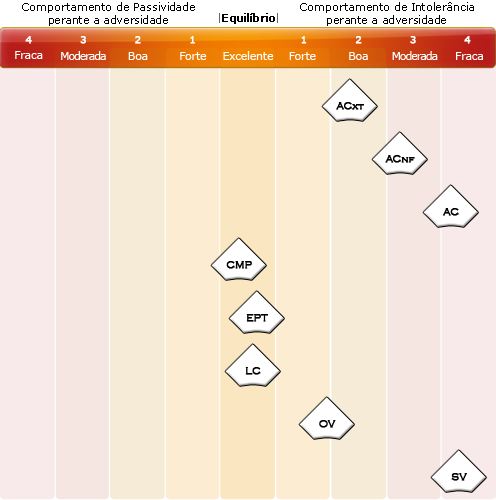 Comportamento de Passividade
perante a adversidade
|Equilíbrio|
Comportamento de Intolerância
perante a adversidade
4 3 2 1 1 2 3 4
Fraca Moderada Boa Forte Excelente Forte Boa Moderada Fraca
ACXT
ACNF
AC
CMP
EPT
LC
OV
SV